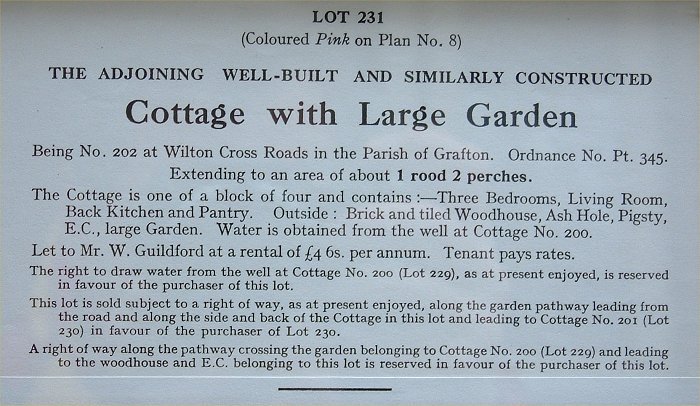 LOT 231
(Coloured Pink on Plan No. 8)
THE ADJOINING WELL-BUILT AND SIMILARLY CONSTRUCTED
Cottage with Large Garden
Being No. 202 at Wilton Cross Roads in the Parish of Grafton. Ordnance No. Pt. 345.
Extending to an area of about 1 rood 2 perches.
The Cottage is one of a block of four and contains :—Three Bedrooms, Living Room,
Back Kitchen and Pantry. Outside : Brick and tiled Woodhouse, Ash Hole, Pigsty,
E.C., large Garden. Water is obtained from the well at Cottage No. 200.
Let to Mr. W. Guildford at a rental of £4 6s. per annum. Tenant pays rates.
The right to draw water from the well at Cottage No. 200 (Lot 229), as at present enjoyed, is reserved
in favour of the purchaser of this lot.
This lot is sold subject to a right of way, as at present enjoyed, along the garden pathway leading from
the road and along the side and back of the Cottage in this lot and leading to Cottage No. 201 (Lot
230) in favour of the purchaser of Lot 230.
A right of way along the pathway crossing the garden belonging to Cottage No. 200 (Lot 229) and leading
to the woodhouse and E.C. belonging to this lot is reserved in favour of the purchaser of this lot.